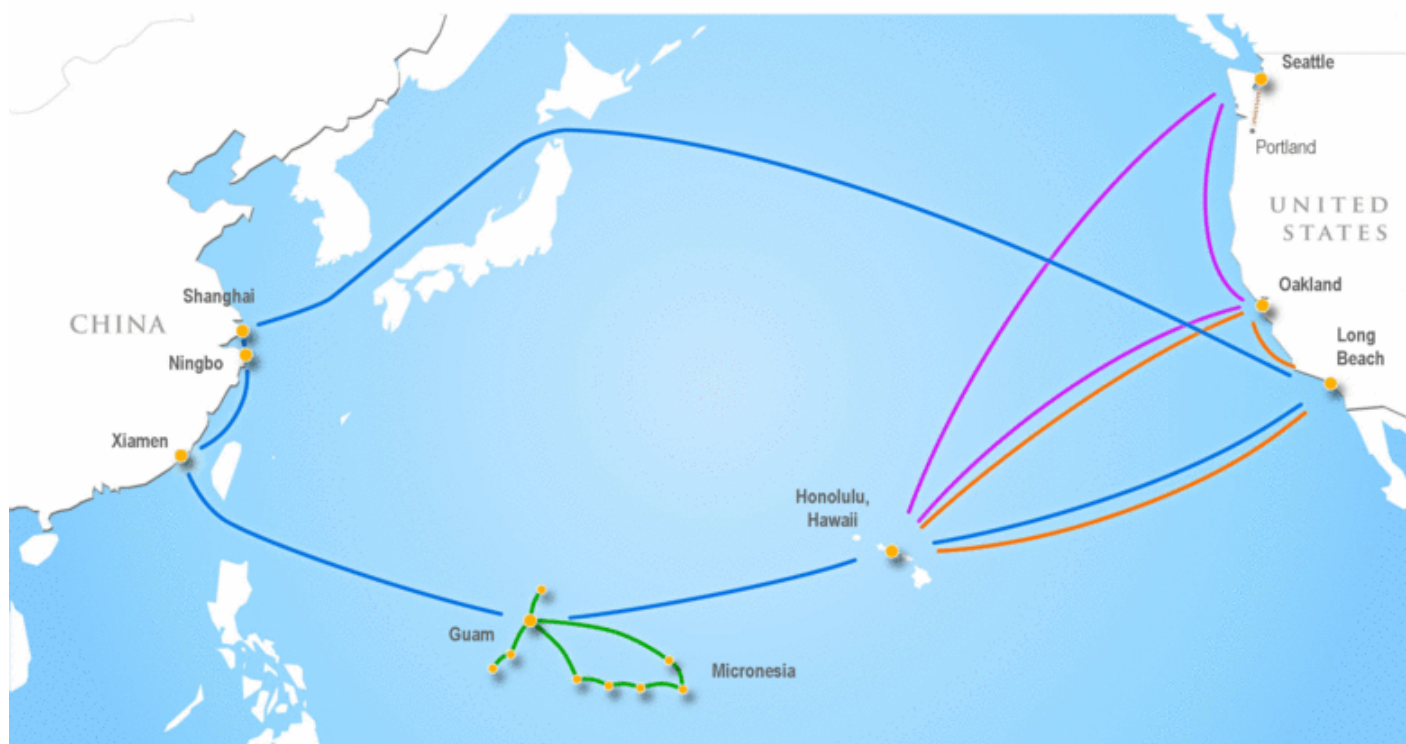 Seattle
Portland
UNITED
STATES
Oakland
Long
Beach
Shanghai
CHINA
Ningbo
Xiamen
Honolulu,
Hawaii
Guam
Micronesia